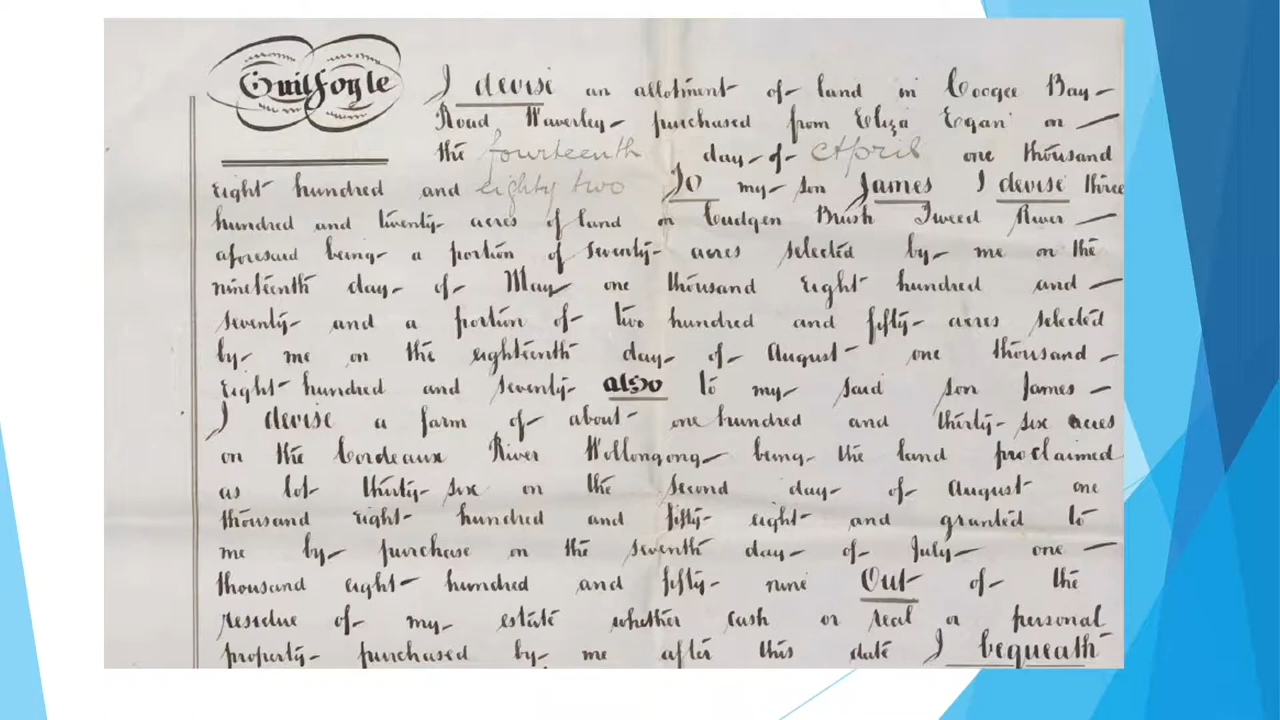 Guilfoyle
I devise an allotment of land in Coogee Bay
Road Waverley purchased from Eliza Egan on
the fourteenth day of April one thousand
Eight hundred and eighty two To my son James I devise three
hundred and twenty acres of land on Cudgen Brush Tweed River
aforesaid being a portion of seventy acres selected by me on the
nineteenth day of May one thousand Eight hundred and
seventy and a portion of two hundred and fifty acres selected
by me on the eighteenth day of August one thousand
Eight hundred and seventy also to my said son James
I devise a farm of about one hundred and thirty six acres
on the Cordeaux River Wollongong being the land proclaimed
as lot thirty six on the second day of August one
thousand Eight hundred and fifty eight and granted to
me by purchase on the seventh day of July one
thousand eight hundred and fifty nine Out of the
residue of my estate whether cash or real or personal
property purchased by me after this date I bequeath